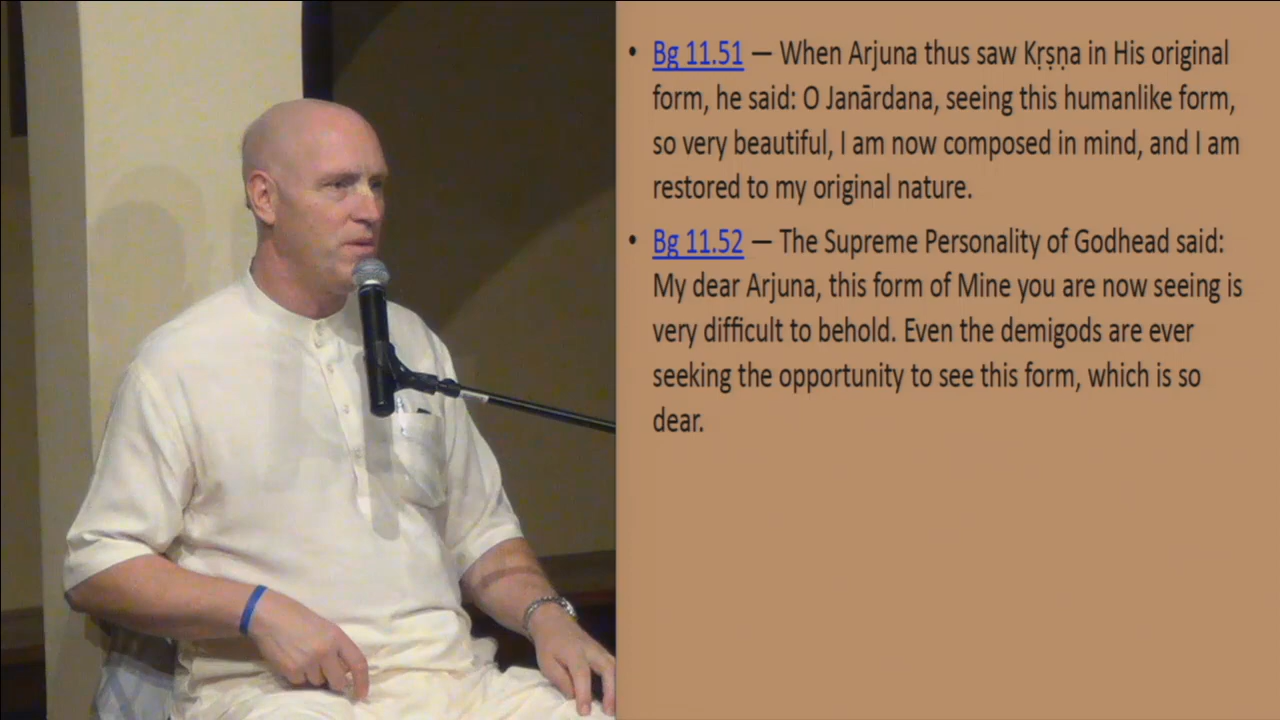 • Bg 11.51 — When Arjuna thus saw Kṛṣṇa in His original
form, he said: O Janārdana, seeing this humanlike form,
so very beautiful, I am now composed in mind, and I am
restored to my original nature.
• Bg 11.52 — The Supreme Personality of Godhead said:
My dear Arjuna, this form of Mine you are now seeing is
very difficult to behold. Even the demigods are ever
seeking the opportunity to see this form, which is so
dear.